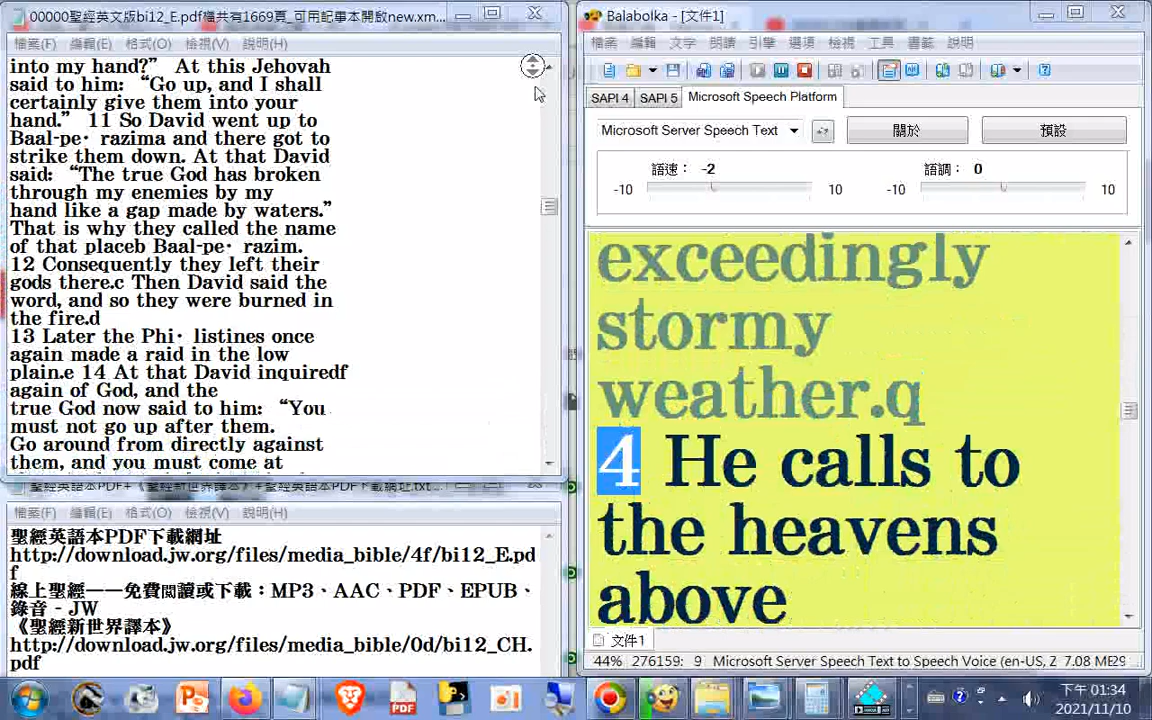 00000聖經英文版bi12_E.pdf檔共有1669頁_可用記事本開啟new.xm...
檔案(F) 編輯(E) 格式(O) 檢視(V) 說明(H)
into my hand?” At this Jehovah
said to him: “Go up, and I shall
certainly give them into your
hand.” 11 So David went up to
Baal-pe· razima and there got to
strike them down. At that David
said: “The true God has broken
through my enemies by my
hand like a gap made by waters.”
That is why they called the name
of that placeb Baal-pe· razim.
12 Consequently they left their
gods there.c Then David said the
word, and so they were burned in
the fire.d
13 Later the Phi· listines once
again made a raid in the low
plain.e 14 At that David inquiredf
again of God, and the
true God now said to him: “You
must not go up after them.
Go around from directly against
them, and you must come at
聖經英語本PDF+《聖經新世界譯本》+聖經英語本PDF下載網址.txt...
檔案(F) 編輯(E) 格式(O) 檢視(V) 說明(H)
聖經英語本PDF下載網址
http://download.jw.org/files/media_bible/4f/bi12_E.pd
f
線上聖經——免費閱讀或下載：MP3、AAC、PDF、EPUB、
錄音 - JW
《聖經新世界譯本》
http://download.jw.org/files/media_bible/0d/bi12_CH.
pdf
Balabolka - [文件1]
檔案 編輯 文字 朗讀 引擎 選項 檢視 工具 書籤 說明
SAPI 4 SAPI 5 Microsoft Speech Platform
Microsoft Server Speech Text 關於 預設
語速： -2 語調： 0
-10 10 -10 10
exceedingly
stormy
weather.q
4 He calls to
the heavens
above
文件1
44% 276159: 9 Microsoft Server Speech Text to Speech Voice (en-US, Z 7.08 ME29
下午 01:34
2021/11/10